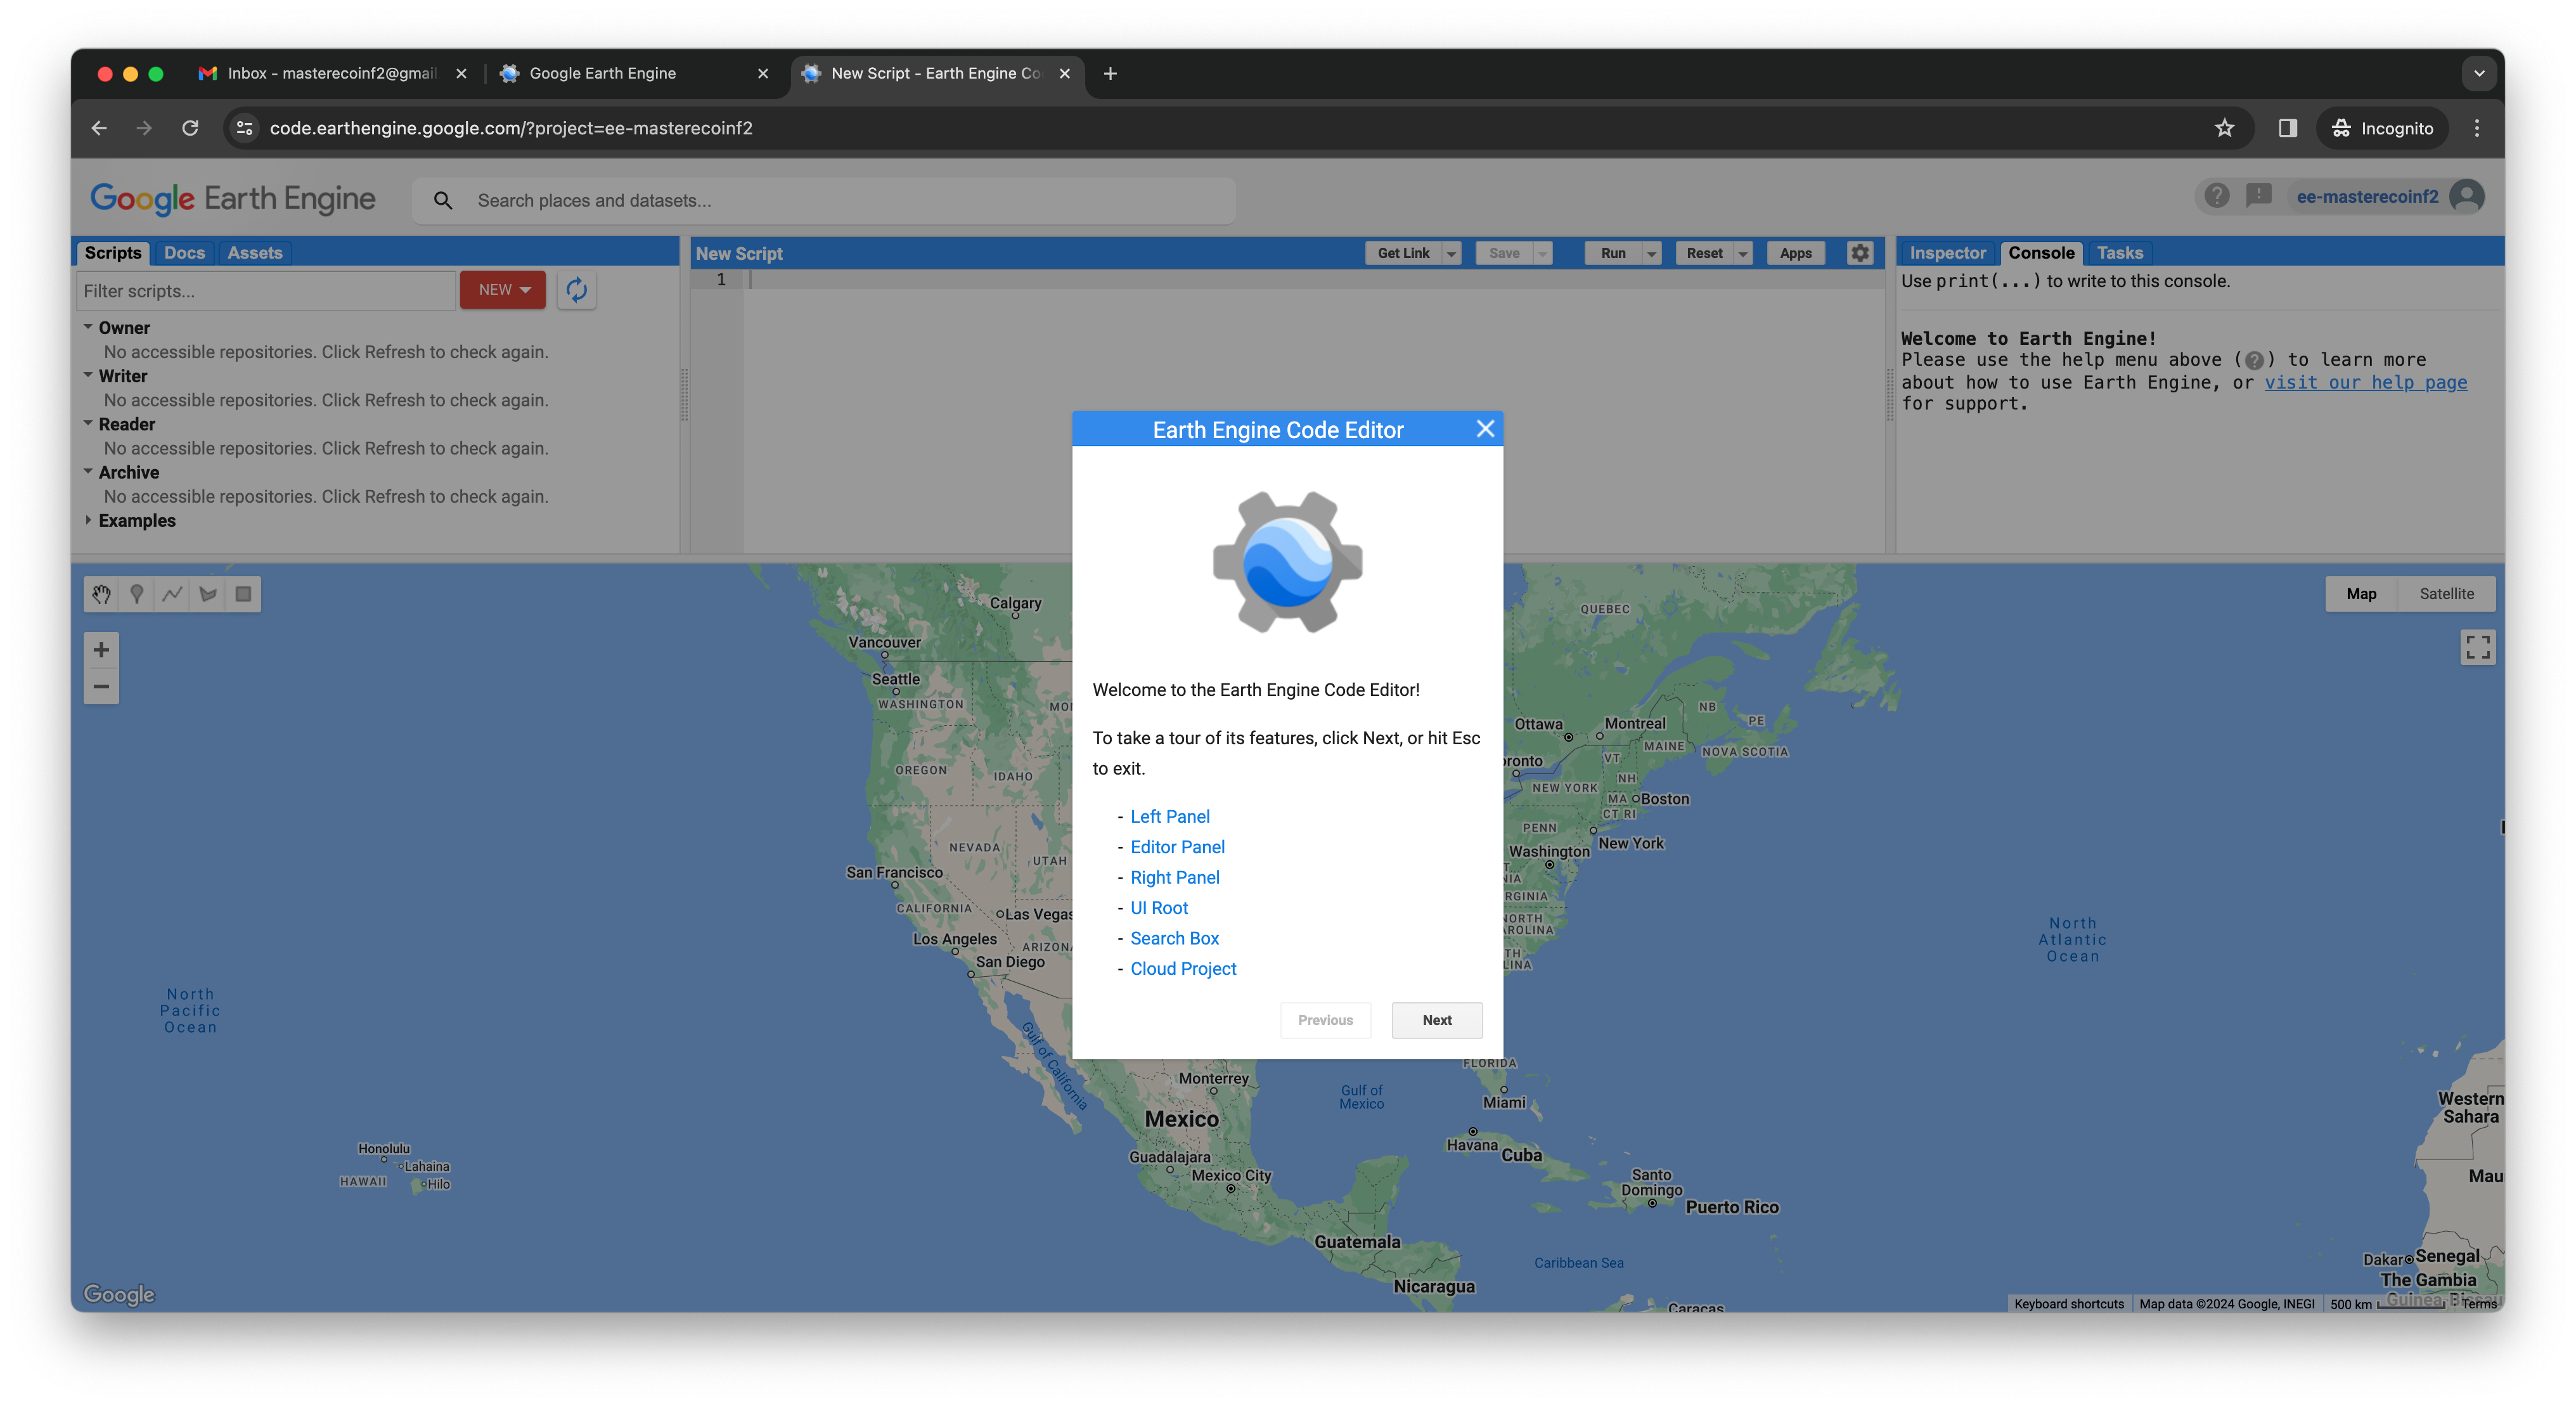 Inbox - masterecoinf2@gmail
Google Earth Engine
New Script - Earth Engine Co
code.earthengine.google.com/?project=ee-masterecoinf2
Incognito
Google Earth Engine
Search places and datasets...
ee-masterecoinf2
Scripts Docs Assets
New Script
Get Link Save Run Reset Apps
Inspector Console Tasks
Filter scripts...
NEW
1
Use print(...) to write to this console.
Owner
No accessible repositories. Click Refresh to check again.
Writer
No accessible repositories. Click Refresh to check again.
Reader
No accessible repositories. Click Refresh to check again.
Archive
No accessible repositories. Click Refresh to check again.
Examples
Welcome to Earth Engine!
Please use the help menu above (?) to learn more
about how to use Earth Engine, or visit our help page
for support.
Earth Engine Code Editor
Welcome to the Earth Engine Code Editor!
To take a tour of its features, click Next, or hit Esc
to exit.
- Left Panel
- Editor Panel
- Right Panel
- UI Root
- Search Box
- Cloud Project
Previous Next
Map Satellite
Calgary
Vancouver
Seattle
WASHINGTON
MO
OREGON
IDAHO
NEVADA
UTAH
San Francisco
CALIFORNIA
Las Vegas
Los Angeles
ARIZONA
San Diego
North
Pacific
Ocean
Gulf of California
Honolulu
Lahaina
HAWAII
Hilo
Monterrey
Mexico
Guadalajara
Mexico City
QUEBEC
Ottawa
Montreal
NB
PE
MAINE
NOVA SCOTIA
oronto
VT
NH
NEW YORK
MA
Boston
CT RI
PENN
New York
Washington
NIA
RGINIA
NORTH
ROLINA
TH
LINA
North
Atlantic
Ocean
FLORIDA
Gulf of
Mexico
Miami
Havana
Cuba
Santo
Domingo
Puerto Rico
Guatemala
Caribbean Sea
Nicaragua
Caracas
Western
Sahara
Mau
Dakar
Senegal
The Gambia
Guinea-Bissau
Google
Keyboard shortcuts
Map data ©2024 Google, INEGI
500 km
Terms